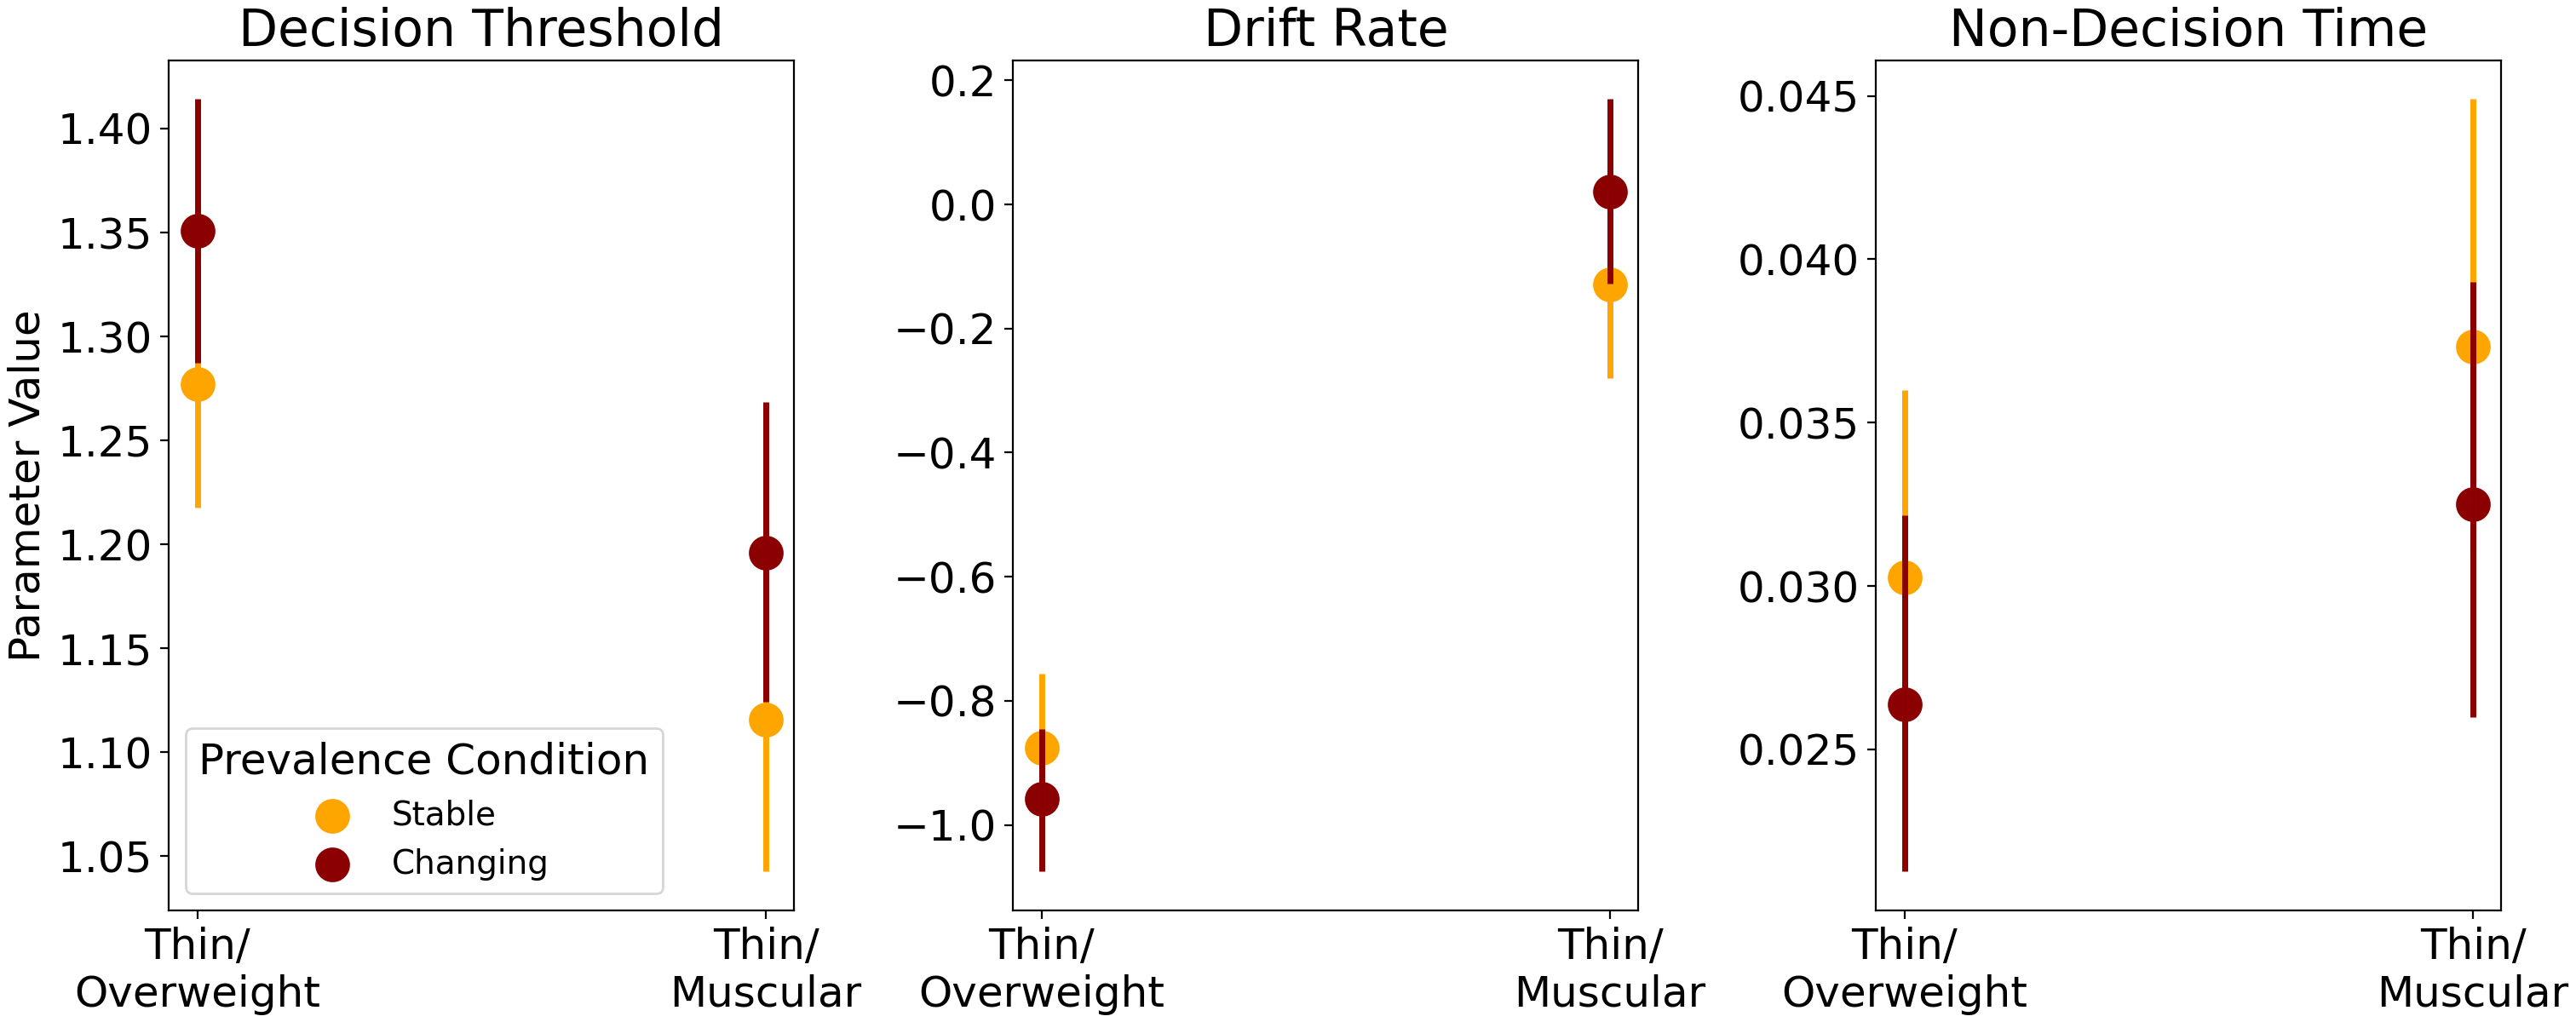 Decision Threshold
Drift Rate
Non-Decision Time
Parameter Value
1.40
1.35
1.30
1.25
1.20
1.15
1.10
1.05
Prevalence Condition
Stable
Changing
Thin/
Overweight
Thin/
Muscular
0.2
0.0
−0.2
−0.4
−0.6
−0.8
−1.0
Thin/
Overweight
Thin/
Muscular
0.045
0.040
0.035
0.030
0.025
Thin/
Overweight
Thin/
Muscular